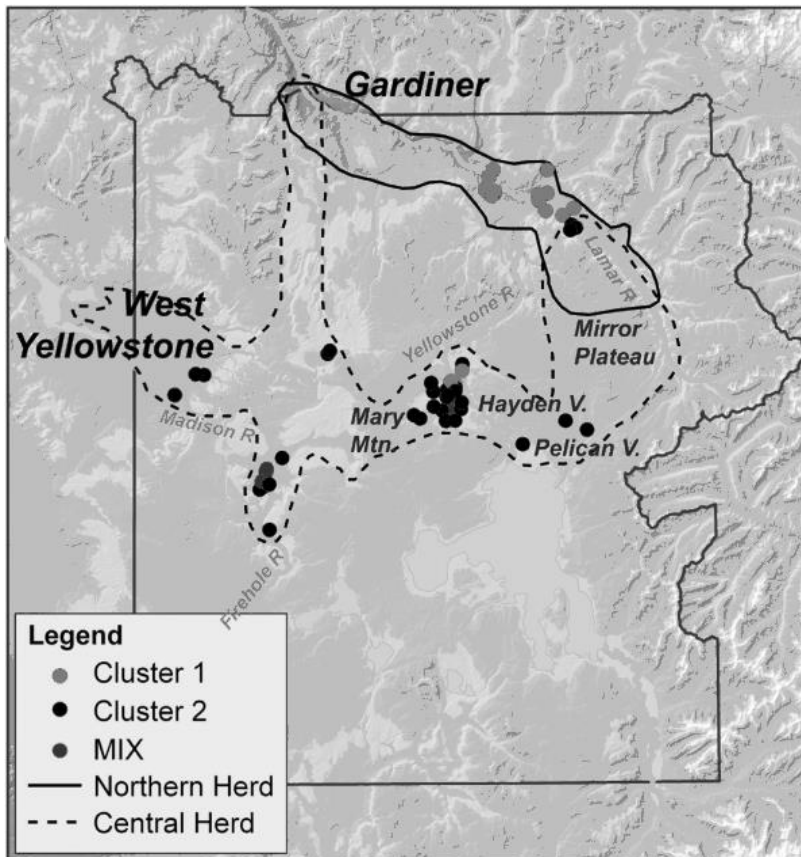 Gardiner
Lamar R
West
Yellowstone
Yellowstone R
Mirror
Plateau
Madison R
Mary
Mtn
Hayden V.
Pelican V.
Firehole R
Legend
Cluster 1
Cluster 2
MIX
Northern Herd
Central Herd